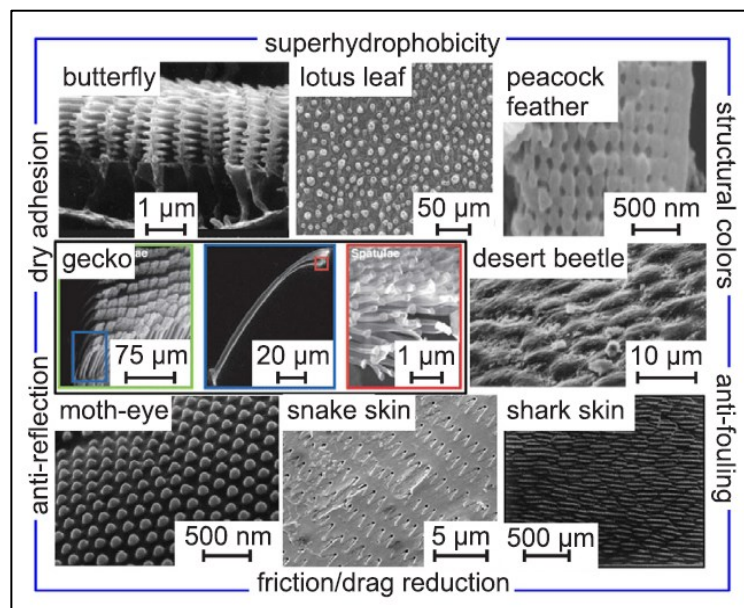 superhydrophobicity
butterfly
lotus leaf
peacock
feather
1 μm
50 μm
500 nm
dry adhesion
structural colors
gecko
Spatulae
desert beetle
75 μm
20 μm
1 μm
10 μm
anti-reflection
anti-fouling
moth-eye
snake skin
shark skin
500 nm
5 μm
500 μm
friction/drag reduction